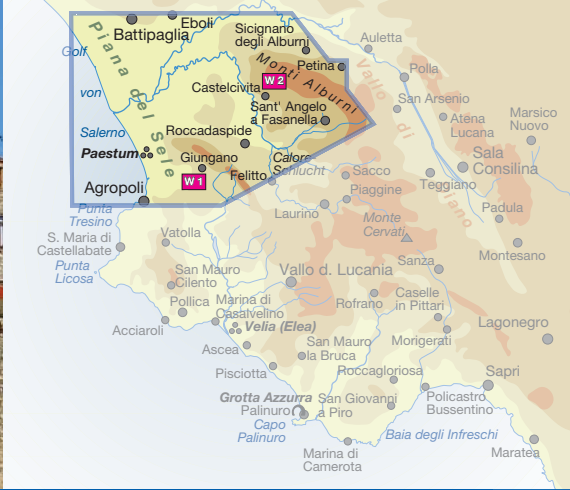 Eboli
Battipaglia
Sicignano
degli Alburni
Auletta
Golf
von
Salerno
Piana del Sele
Petina
Polla
Monti Alburni
W 2
Castelcivita
Sant' Angelo
a Fasanella
San Arsenio
Vallo di Diano
Atena
Lucana
Marsico
Nuovo
Roccadaspide
Paestum
Giungano
Calore-
Schlucht
Sala
Consilina
W 1
Felitto
Sacco
Teggiano
Agropoli
Piaggine
Punta
Tresino
Laurino
Monte
Cervati
Padula
S. Maria di
Castellabate
Vatolla
Montesano
Punta
Licosa
San Mauro
Cilento
Vallo d. Lucania
Sanza
Pollica
Marina di
Casalvelino
Rofrano
Caselle
in Pittari
Lagonegro
Acciaroli
Velia (Elea)
Morigerati
Ascea
San Mauro
la Bruca
Pisciotta
Roccagloriosa
Sapri
Grotta Azzurra
Palinuro
San Giovanni
a Piro
Policastro
Bussentino
Capo
Palinuro
Baia degli Infreschi
Marina di
Camerota
Maratea